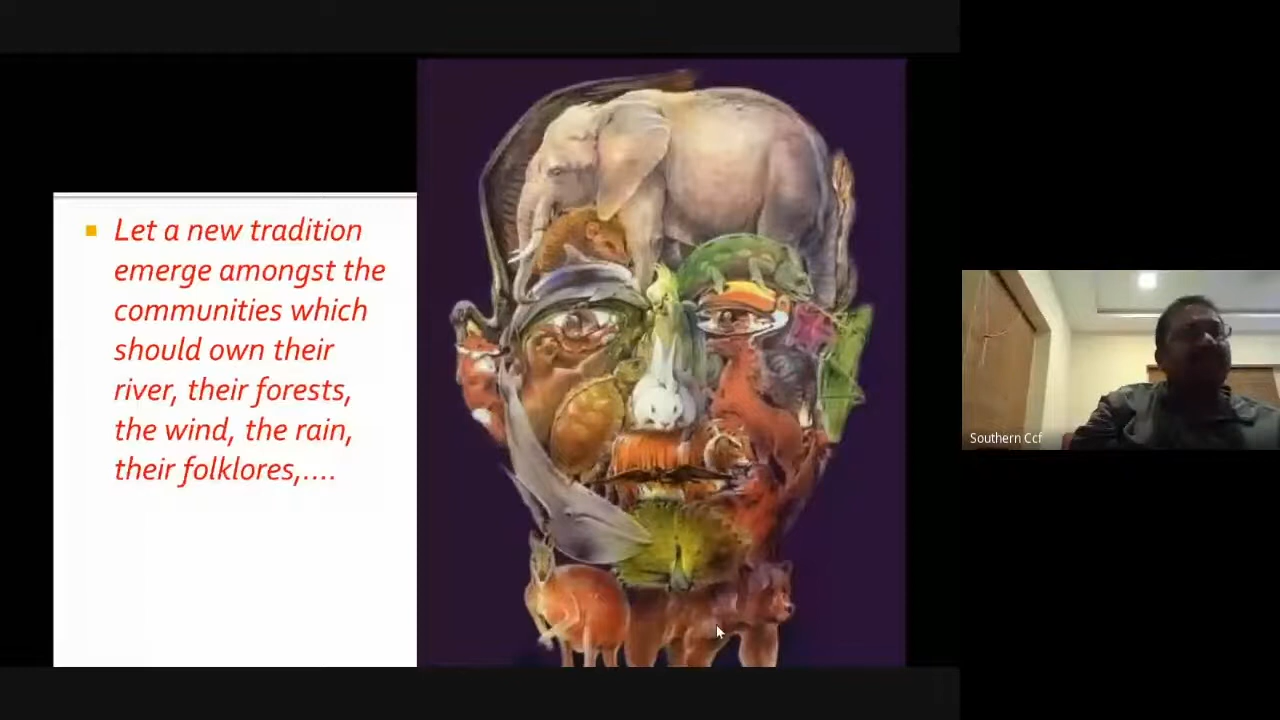 Let a new tradition
emerge amongst the
communities which
should own their
river, their forests,
the wind, the rain,
their folklores,....
Southern Ccf